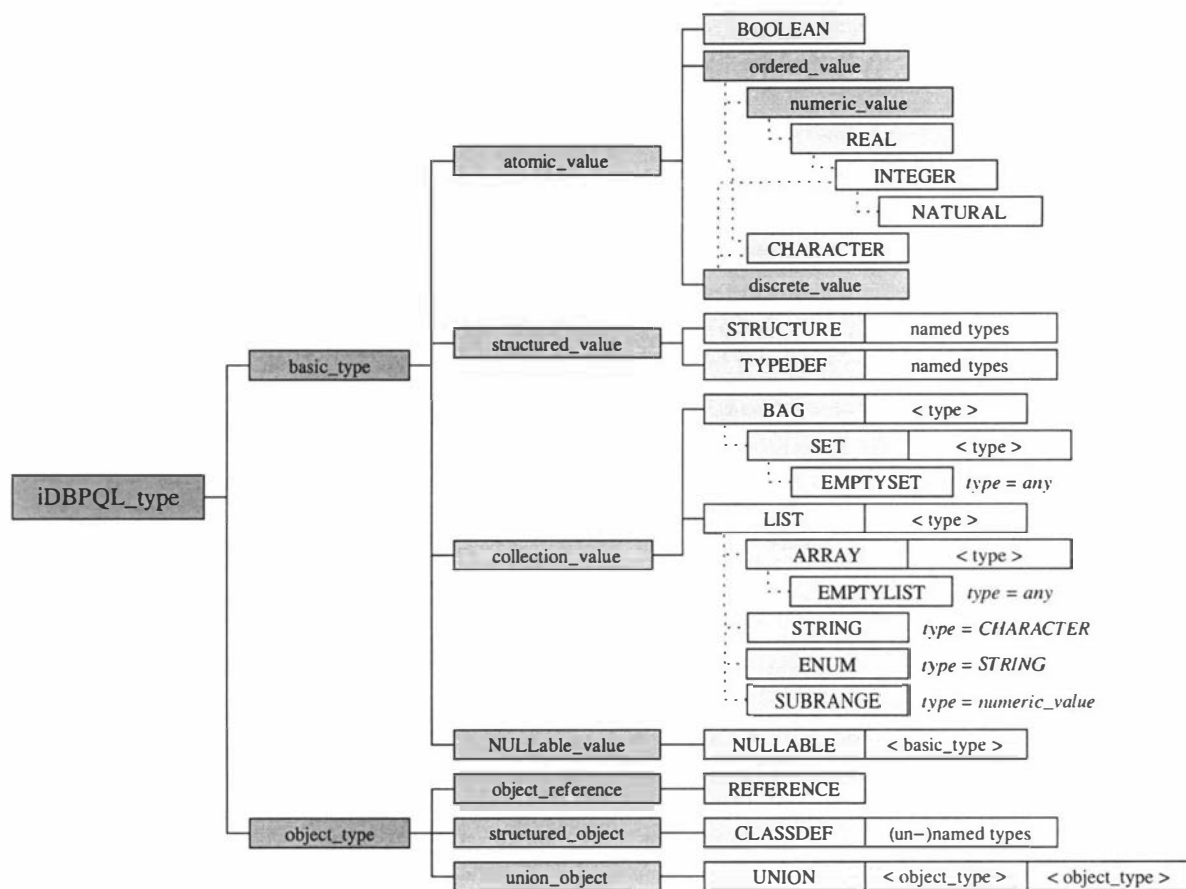 BOOLEAN
ordered_value
numeric_value
REAL
atomic_value
INTEGER
NATURAL
CHARACTER
discrete_value
STRUCTURE named types
structured_value
basic_type
TYPEDEF named types
BAG < type >
SET < type >
EMPTYSET type = any
iDBPQL_type
LIST < type >
collection_value
ARRAY < type >
EMPTYLIST type = any
STRING type = CHARACTER
ENUM type = STRING
SUBRANGE type = numeric_value
NULLable_value NULLABLE < basic_type >
object_reference REFERENCE
object_type structured_object CLASSDEF (un-)named types
union_object UNION < object_type > < object_type >